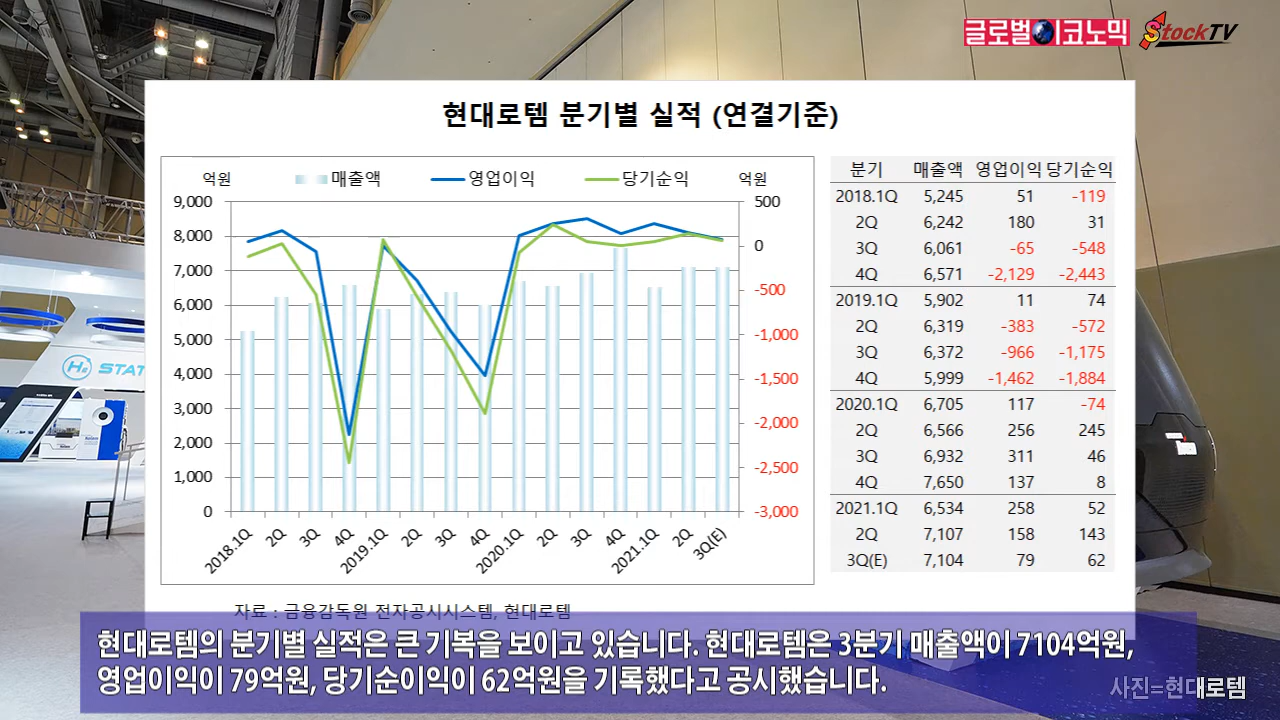 글로벌이코노믹 StockTV
현대로템 분기별 실적 (연결기준)
억원 매출액 영업이익 당기순익 억원
9,000
8,000
7,000
6,000
5,000
4,000
3,000
2,000
1,000
0
500
0
-500
-1,000
-1,500
-2,000
-2,500
-3,000
2018.1Q 2Q 3Q 4Q 2019.1Q 2Q 3Q 4Q 2020.1Q 2Q 3Q 4Q 2021.1Q 2Q 3Q(E)
분기 매출액 영업이익 당기순익
2018.1Q 5,245 51 -119
2Q 6,242 180 31
3Q 6,061 -65 -548
4Q 6,571 -2,129 -2,443
2019.1Q 5,902 11 74
2Q 6,319 -383 -572
3Q 6,372 -966 -1,175
4Q 5,999 -1,462 -1,884
2020.1Q 6,705 117 -74
2Q 6,566 256 245
3Q 6,932 311 46
4Q 7,650 137 8
2021.1Q 6,534 258 52
2Q 7,107 158 143
3Q(E) 7,104 79 62
자료 : 금융감독원 전자공시시스템, 현대로템
H₂ STAT
현대로템의 분기별 실적은 큰 기복을 보이고 있습니다. 현대로템은 3분기 매출액이 7104억원,
영업이익이 79억원, 당기순이익이 62억원을 기록했다고 공시했습니다.
사진=현대로템